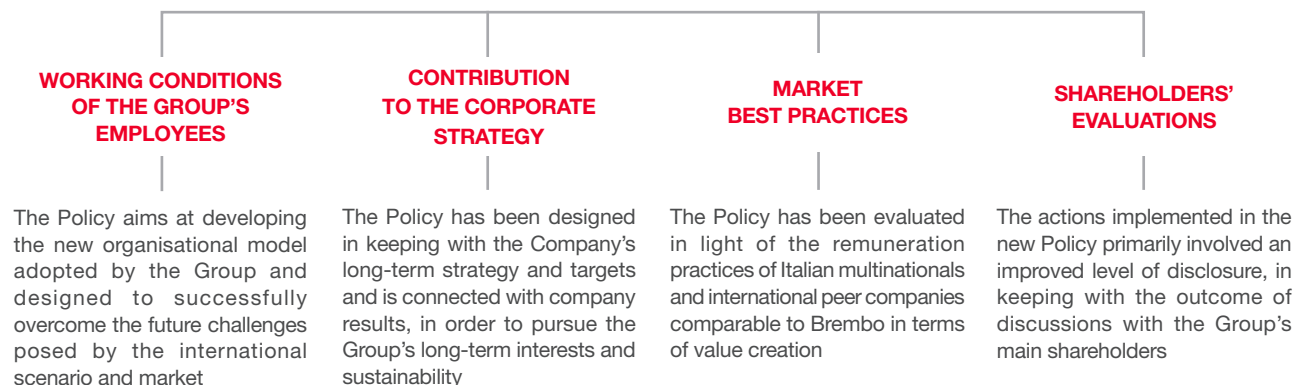 WORKING CONDITIONS
OF THE GROUP'S
EMPLOYEES
The Policy aims at developing
the new organisational model
adopted by the Group and
designed to successfully
overcome the future challenges
posed by the international
scenario and market
CONTRIBUTION
TO THE CORPORATE
STRATEGY
The Policy has been designed
in keeping with the Company's
long-term strategy and targets
and is connected with company
results, in order to pursue the
Group's long-term interests and
sustainability
MARKET
BEST PRACTICES
The Policy has been evaluated
in light of the remuneration
practices of Italian multinationals
and international peer companies
comparable to Brembo in terms
of value creation
SHAREHOLDERS'
EVALUATIONS
The actions implemented in the
new Policy primarily involved an
improved level of disclosure, in
keeping with the outcome of
discussions with the Group's
main shareholders